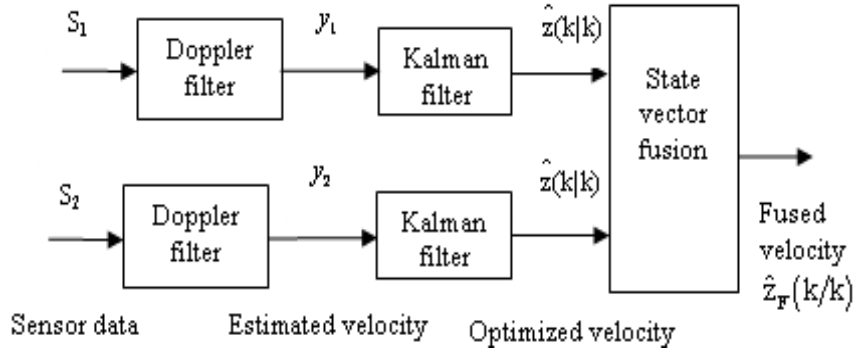 S₁
Doppler
filter
y₁
Kalman
filter
ẑ(k|k)
State
vector
fusion
S₂
Doppler
filter
y₂
Kalman
filter
ẑ(k|k)
Fused
velocity
ẑ_F(k/k)
Sensor data
Estimated velocity
Optimized velocity